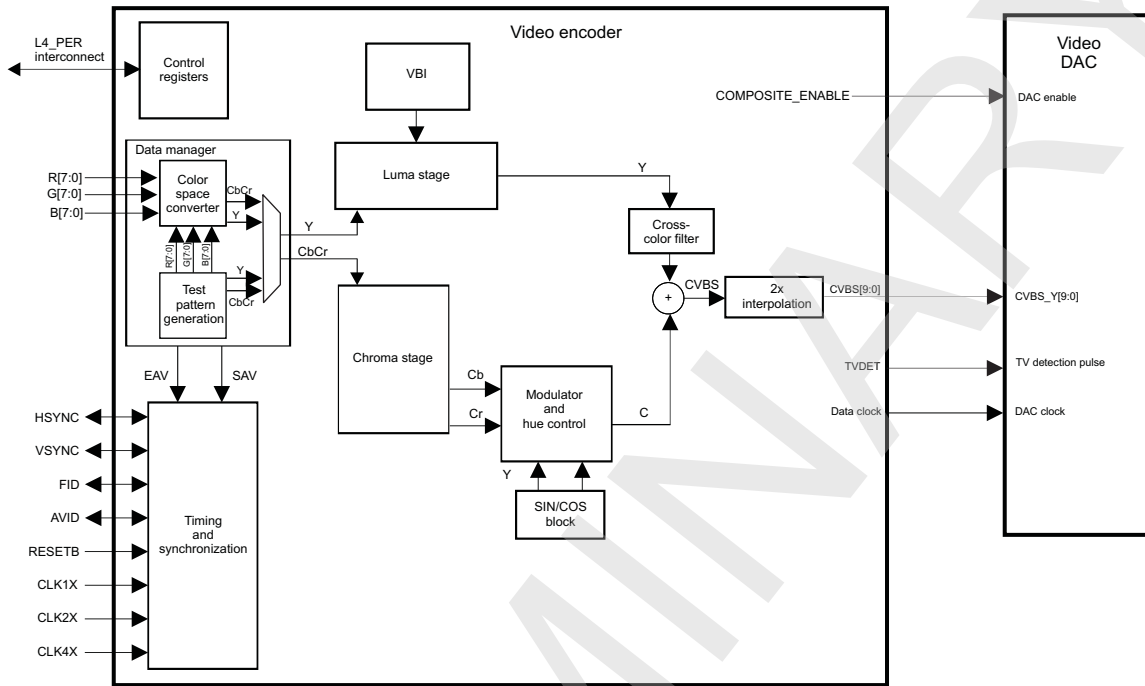 Video encoder
Video
DAC
L4_PER
interconnect
Control
registers
VBI
COMPOSITE_ENABLE
DAC enable
Data manager
R[7:0]
G[7:0]
B[7:0]
Color
space
converter
CbCr
Y
R[7:0]
G[7:0]
B[7:0]
Test
pattern
generation
Y
CbCr
Y
CbCr
Luma stage
Y
Cross-
color filter
+
CVBS
2x
interpolation
CVBS[9:0]
CVBS_Y[9:0]
Chroma stage
Cb
Cr
Modulator
and
hue control
C
Y
SIN/COS
block
TVDET
TV detection pulse
Data clock
DAC clock
EAV
SAV
HSYNC
VSYNC
FID
AVID
RESETB
CLK1X
CLK2X
CLK4X
Timing
and
synchronization
MINARY